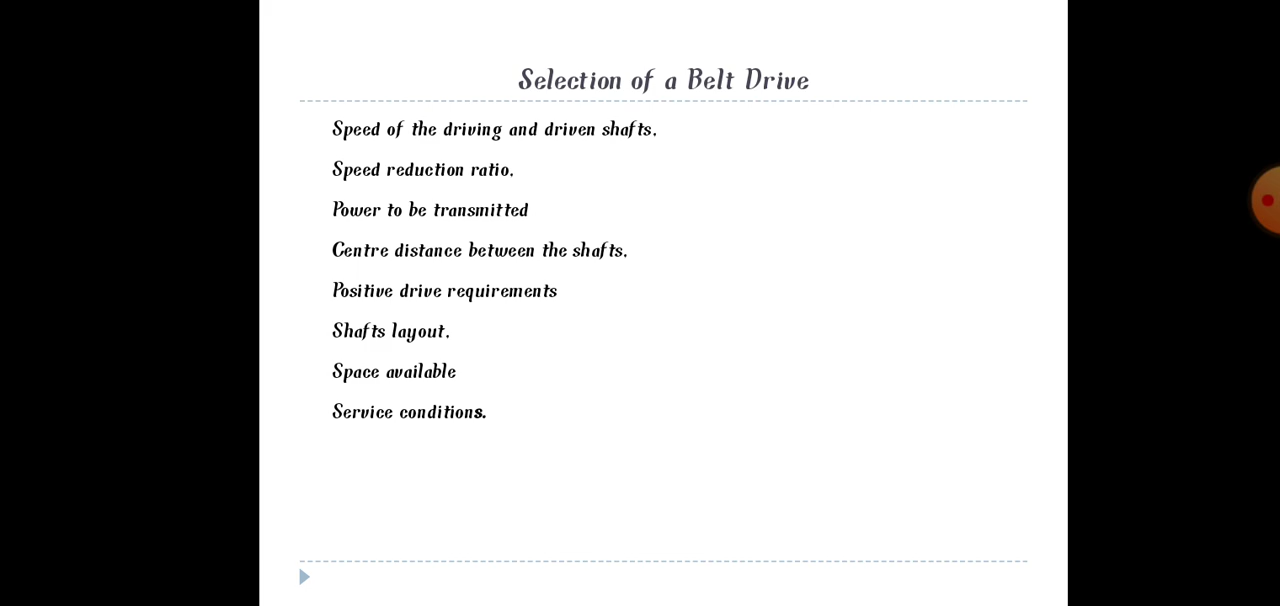 Selection of a Belt Drive
Speed of the driving and driven shafts.
Speed reduction ratio.
Power to be transmitted
Centre distance between the shafts.
Positive drive requirements
Shafts layout.
Space available
Service conditions.